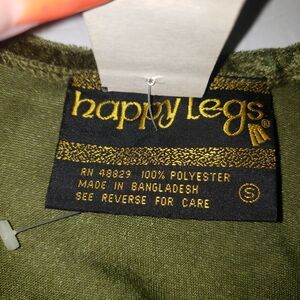 happy legs®
RN 48829 100% POLYESTER
MADE IN BANGLADESH
SEE REVERSE FOR CARE
S